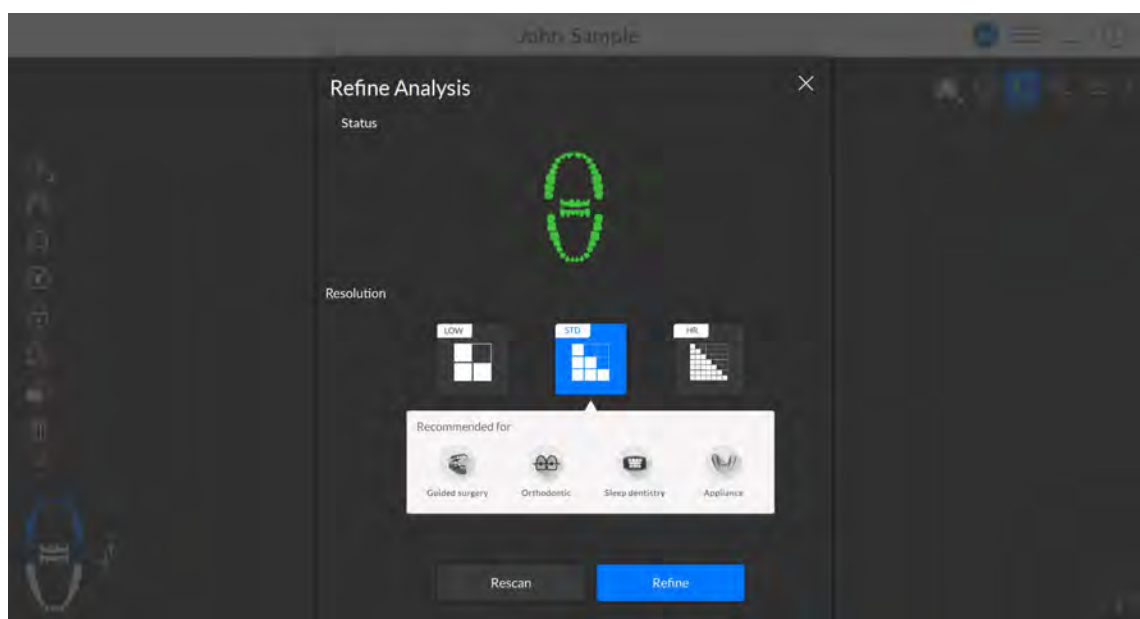 John Sample
Refine Analysis
Status
Resolution
LOW
STD
HR
Recommended for
Guided surgery
Orthodontic
Sleep dentistry
Appliance
Rescan
Refine